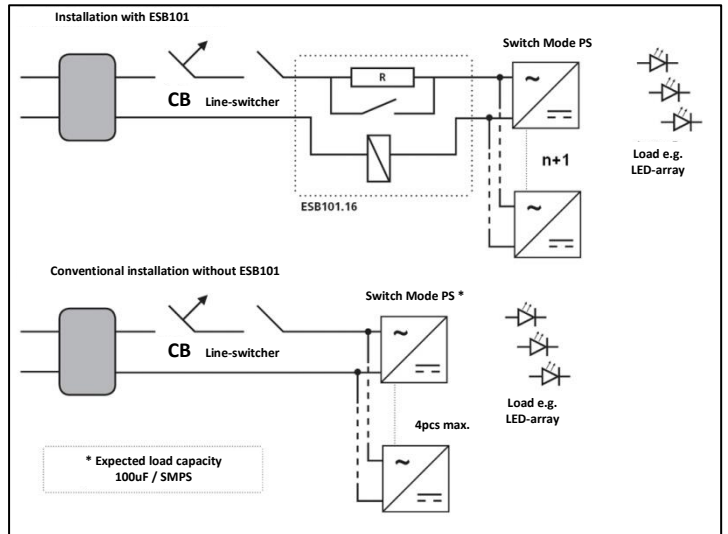 Installation with ESB101
Switch Mode PS
R
CB Line-switcher
~
n+1
Load e.g.
LED-array
ESB101.16
~
Conventional installation without ESB101
Switch Mode PS *
CB Line-switcher
~
4pcs max.
Load e.g.
LED-array
~
* Expected load capacity
100uF / SMPS